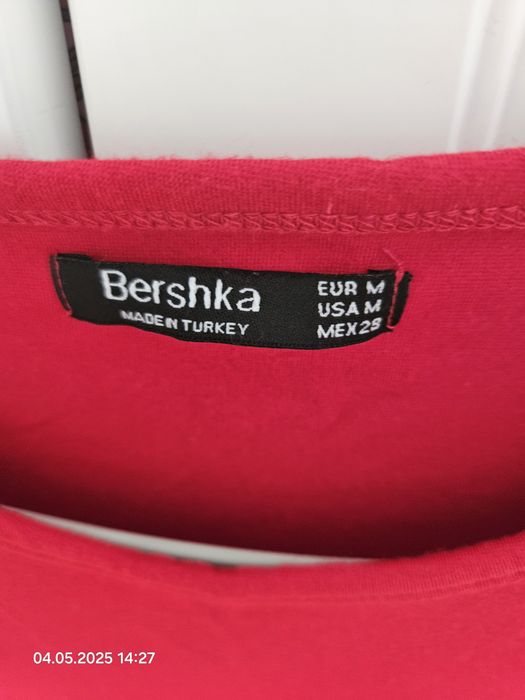 Bershka
MADE IN TURKEY
EUR M
USA M
MEX 28
04.05.2025 14:27